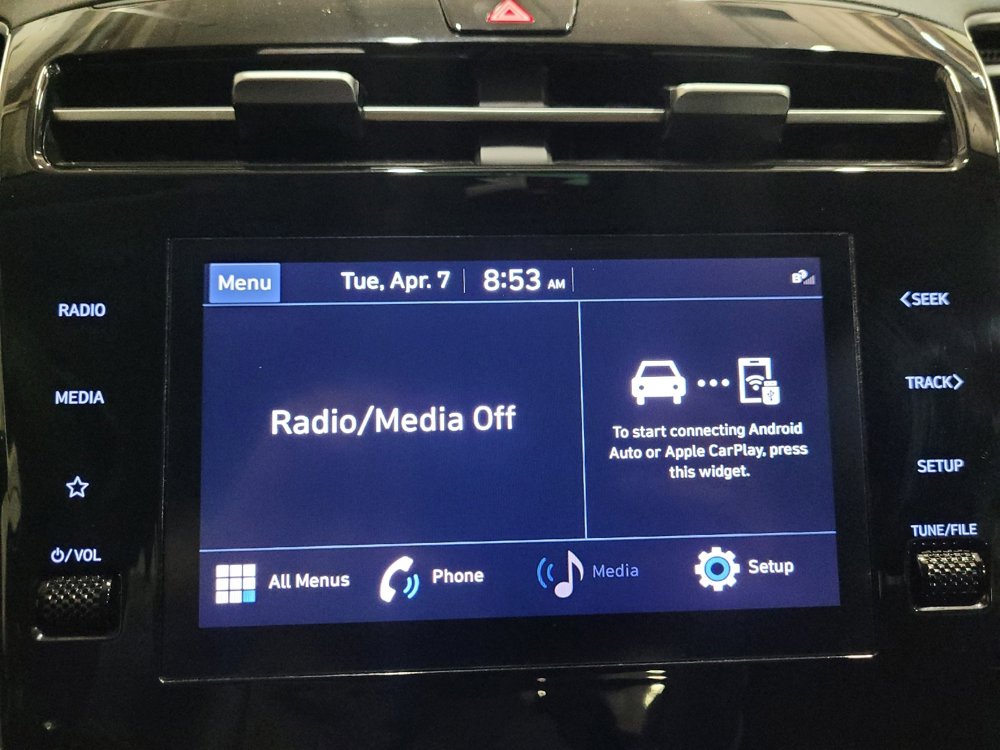 Menu
Tue, Apr. 7
8:53 AM
RADIO
MEDIA
/VOL
Radio/Media Off
To start connecting Android
Auto or Apple CarPlay, press
this widget.
All Menus
Phone
Media
Setup
<SEEK
TRACK>
SETUP
TUNE/FILE